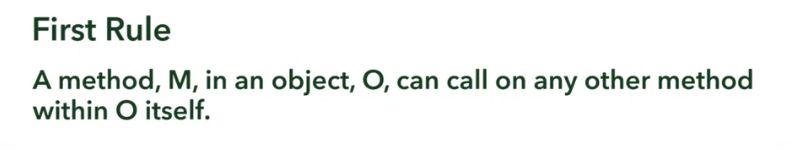 First Rule
A method, M, in an object, O, can call on any other method
within O itself.